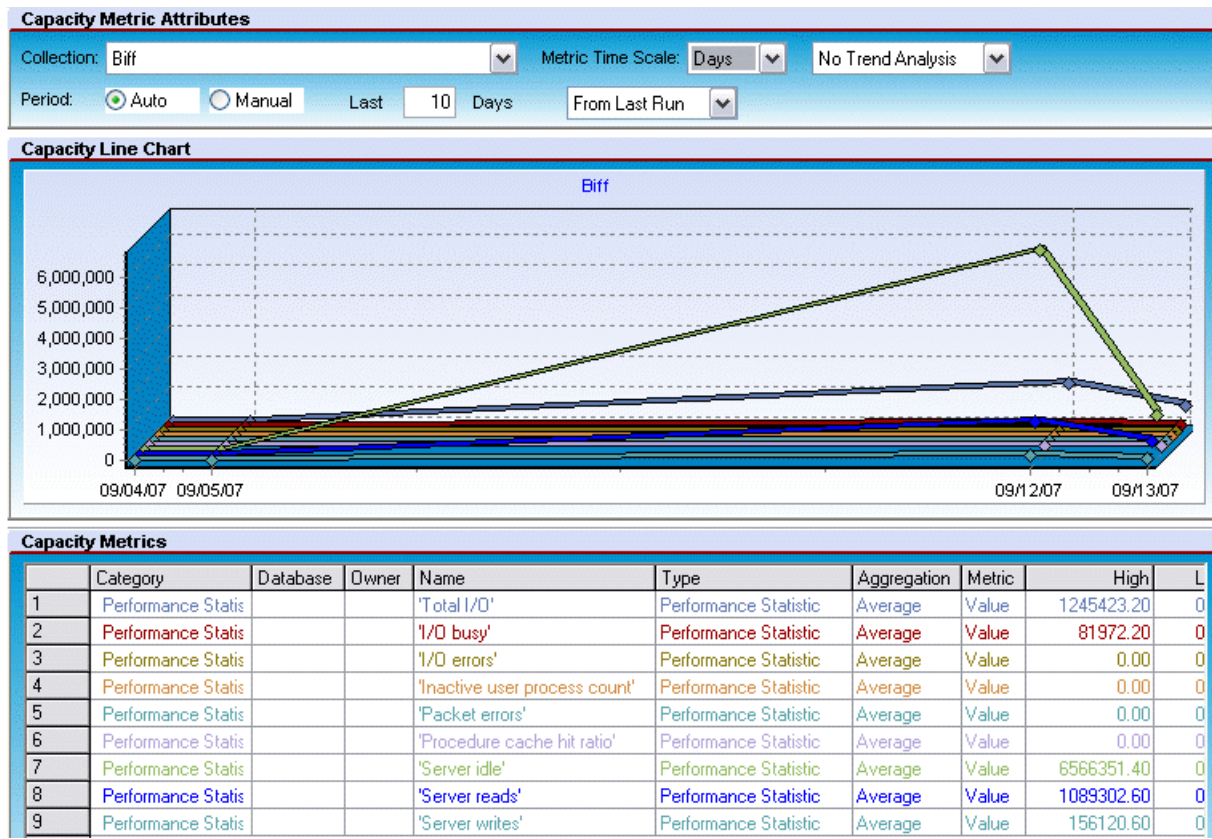 Capacity Metric Attributes
Collection: Biff Metric Time Scale: Days No Trend Analysis
Period: Auto Manual Last 10 Days From Last Run
Capacity Line Chart
Biff
6,000,000
5,000,000
4,000,000
3,000,000
2,000,000
1,000,000
0
09/04/07 09/05/07 09/12/07 09/13/07
Capacity Metrics
Category Database Owner Name Type Aggregation Metric High L
1 Performance Statis 'Total I/O' Performance Statistic Average Value 1245423.20 0
2 Performance Statis 'I/O busy' Performance Statistic Average Value 81972.20 0
3 Performance Statis 'I/O errors' Performance Statistic Average Value 0.00 0
4 Performance Statis 'Inactive user process count' Performance Statistic Average Value 0.00 0
5 Performance Statis 'Packet errors' Performance Statistic Average Value 0.00 0
6 Performance Statis 'Procedure cache hit ratio' Performance Statistic Average Value 0.00 0
7 Performance Statis 'Server idle' Performance Statistic Average Value 6566351.40 0
8 Performance Statis 'Server reads' Performance Statistic Average Value 1089302.60 0
9 Performance Statis 'Server writes' Performance Statistic Average Value 156120.60 0